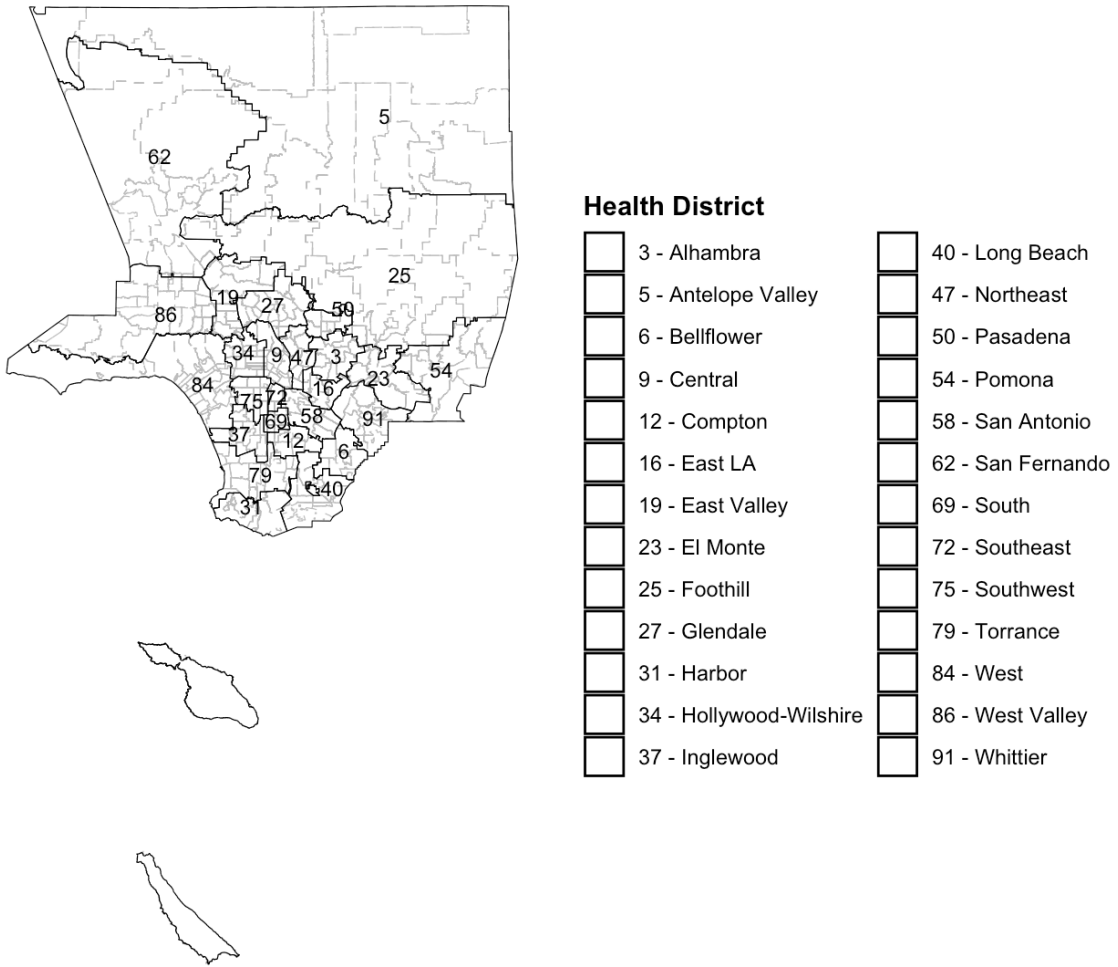 5
62
25
19
27
50
86
34
9
47
3
23
54
84
16
75
72
58
91
69
37
12
6
79
40
31
Health District
3 - Alhambra
5 - Antelope Valley
6 - Bellflower
9 - Central
12 - Compton
16 - East LA
19 - East Valley
23 - El Monte
25 - Foothill
27 - Glendale
31 - Harbor
34 - Hollywood-Wilshire
37 - Inglewood
40 - Long Beach
47 - Northeast
50 - Pasadena
54 - Pomona
58 - San Antonio
62 - San Fernando
69 - South
72 - Southeast
75 - Southwest
79 - Torrance
84 - West
86 - West Valley
91 - Whittier